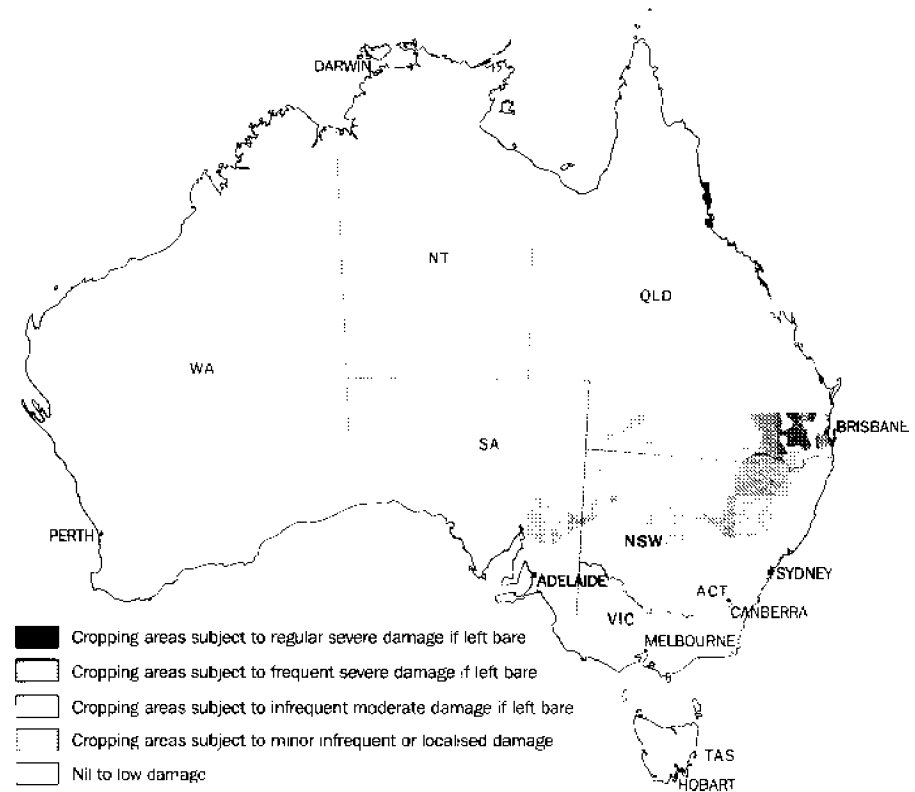 DARWIN
NT
QLD
WA
BRISBANE
SA
PERTH
NSW
ADELAIDE
SYDNEY
ACT
CANBERRA
VIC
MELBOURNE
Cropping areas subject to regular severe damage if left bare
Cropping areas subject to frequent severe damage if left bare
Cropping areas subject to infrequent moderate damage if left bare
Cropping areas subject to minor infrequent or localised damage
Nil to low damage
TAS
HOBART